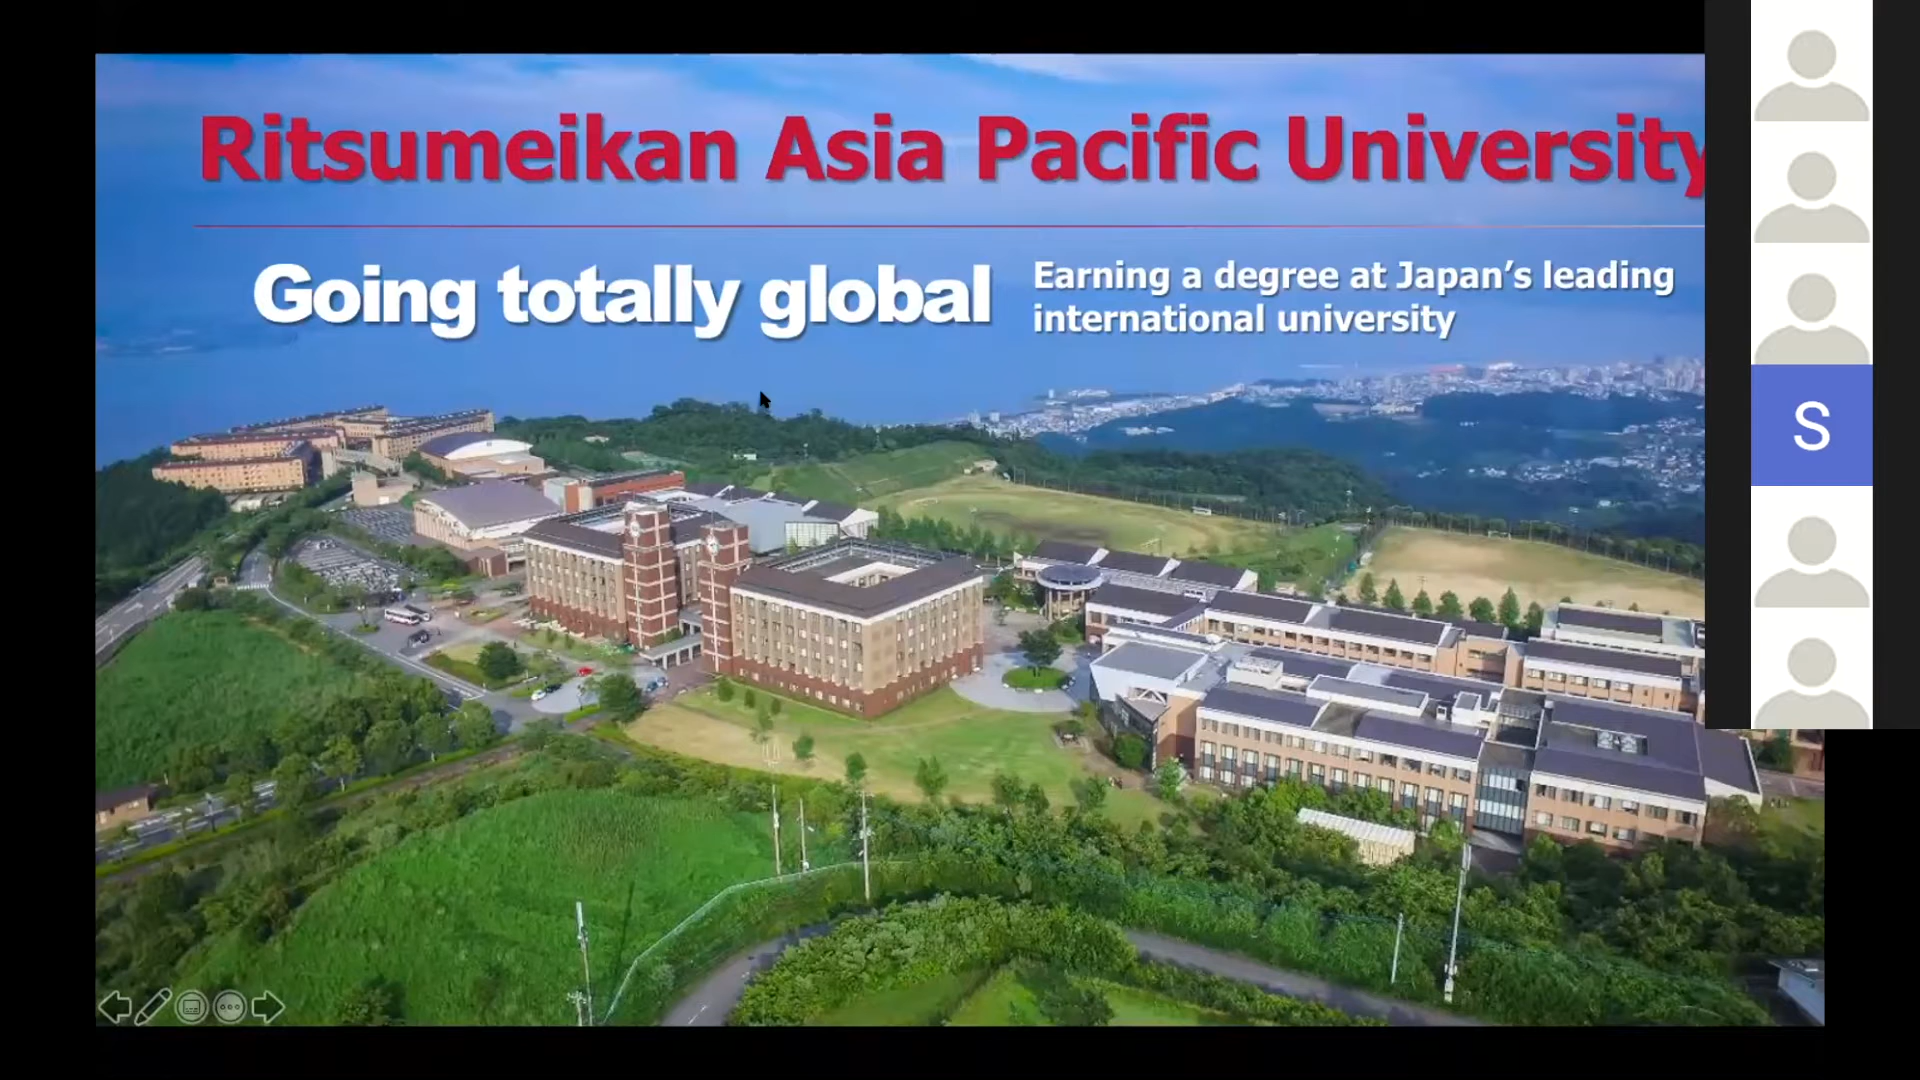 Ritsumeikan Asia Pacific University
Going totally global
Earning a degree at Japan’s leading
international university
S